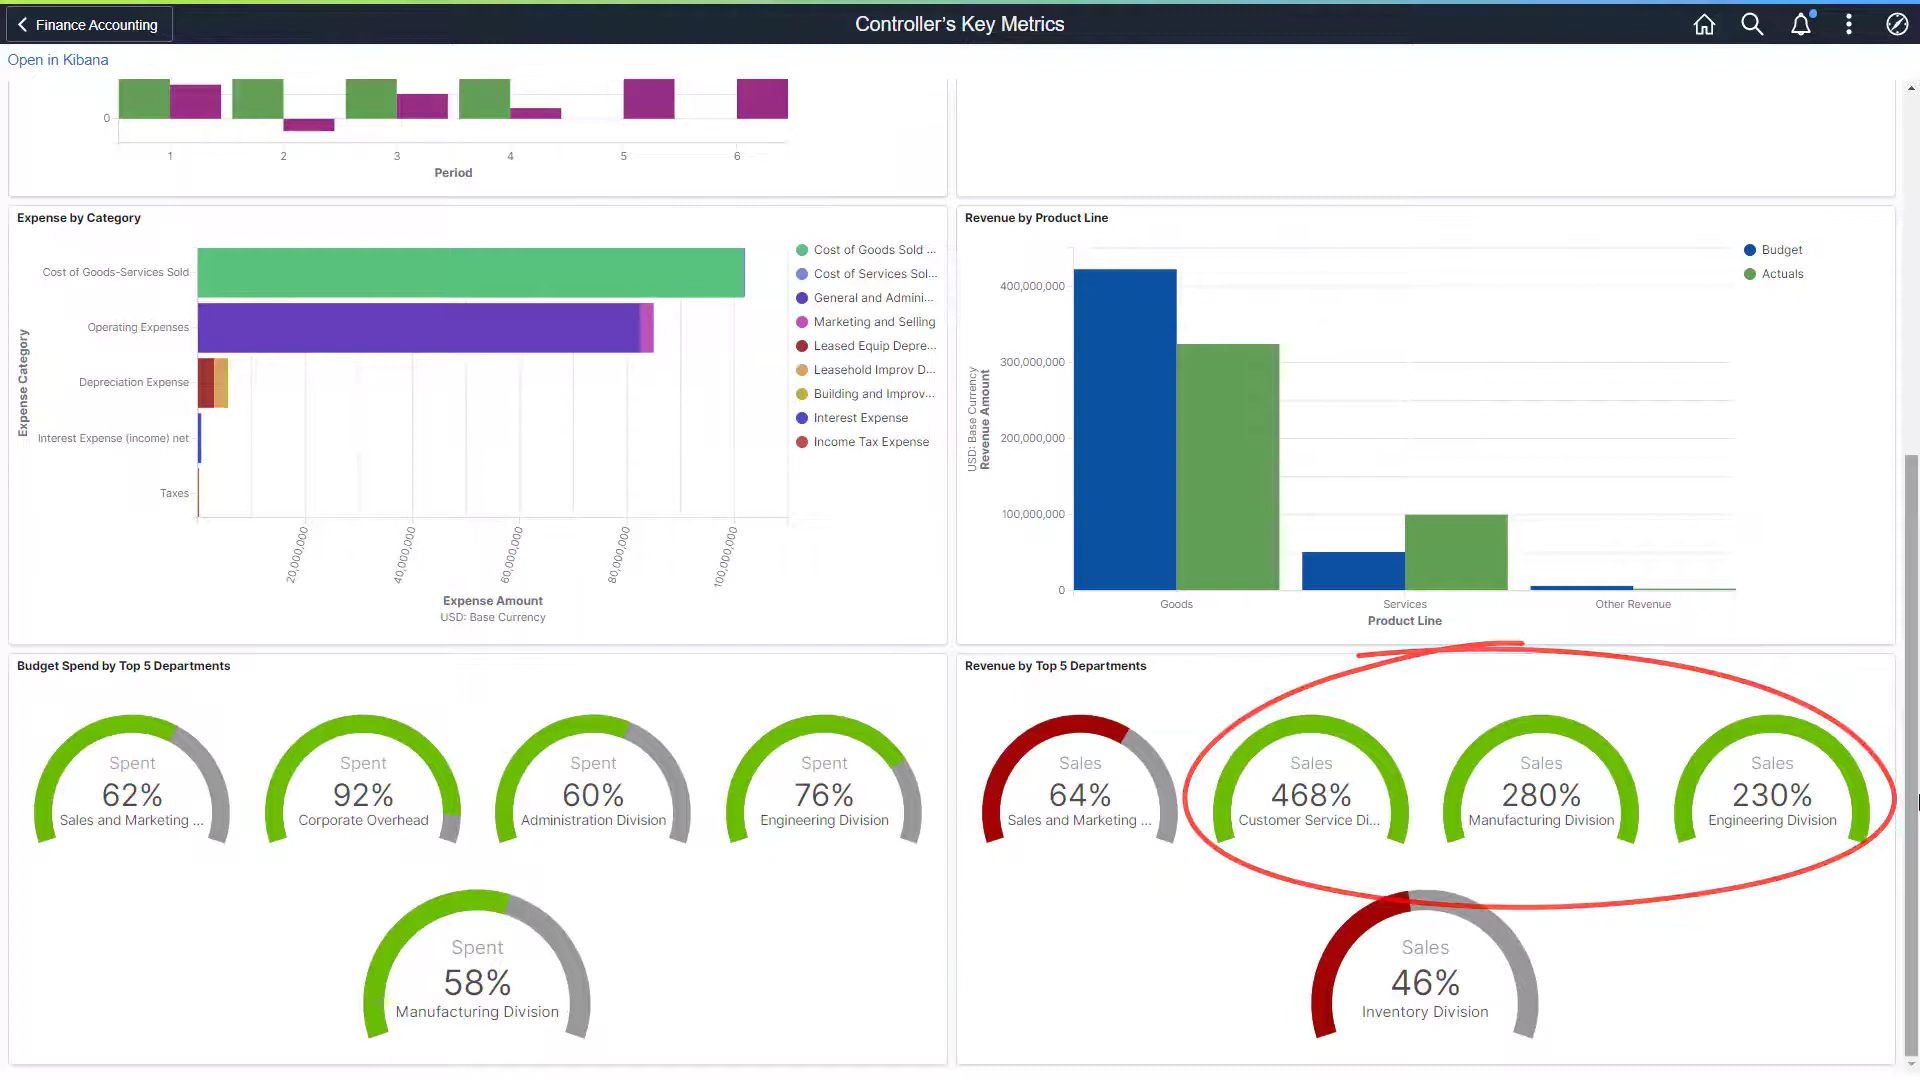 Finance Accounting
Controller’s Key Metrics
Open in Kibana
0
1 2 3 4 5 6
Period
Expense by Category
Expense Category
Cost of Goods-Services Sold
Operating Expenses
Depreciation Expense
Interest Expense (income) net
Taxes
20,000,000 40,000,000 60,000,000 80,000,000 100,000,000
Expense Amount
USD: Base Currency
Cost of Goods Sold ...
Cost of Services Sol...
General and Admini...
Marketing and Selling
Leased Equip Depre...
Leasehold Improv D...
Building and Improv...
Interest Expense
Income Tax Expense
Revenue by Product Line
USD: Base Currency
Revenue Amount
400,000,000
300,000,000
200,000,000
100,000,000
0
Goods Services Other Revenue
Product Line
Budget
Actuals
Budget Spend by Top 5 Departments
Spent
62%
Sales and Marketing ...
Spent
92%
Corporate Overhead
Spent
60%
Administration Division
Spent
76%
Engineering Division
Spent
58%
Manufacturing Division
Revenue by Top 5 Departments
Sales
64%
Sales and Marketing ...
Sales
468%
Customer Service Di...
Sales
280%
Manufacturing Division
Sales
230%
Engineering Division
Sales
46%
Inventory Division